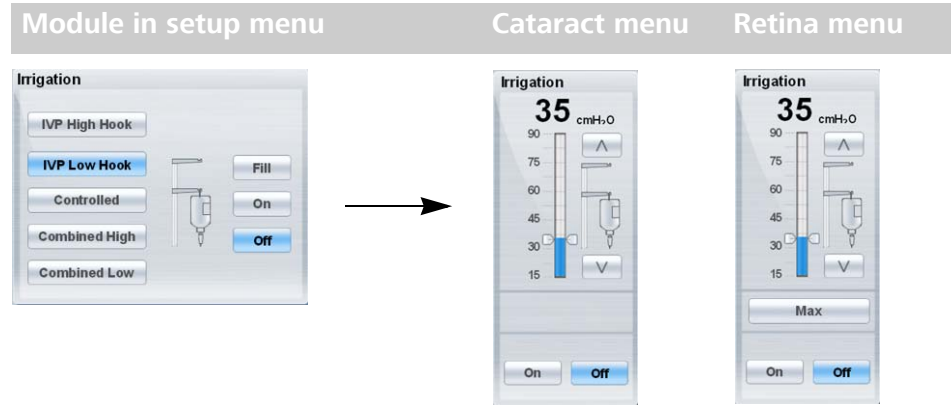 Module in setup menu
Cataract menu
Retina menu
Irrigation
IVP High Hook
IVP Low Hook
Controlled
Combined High
Combined Low
Fill
On
Off
Irrigation
35 cmH₂O
90
75
60
45
30
15
On
Off
Irrigation
35 cmH₂O
90
75
60
45
30
15
Max
On
Off